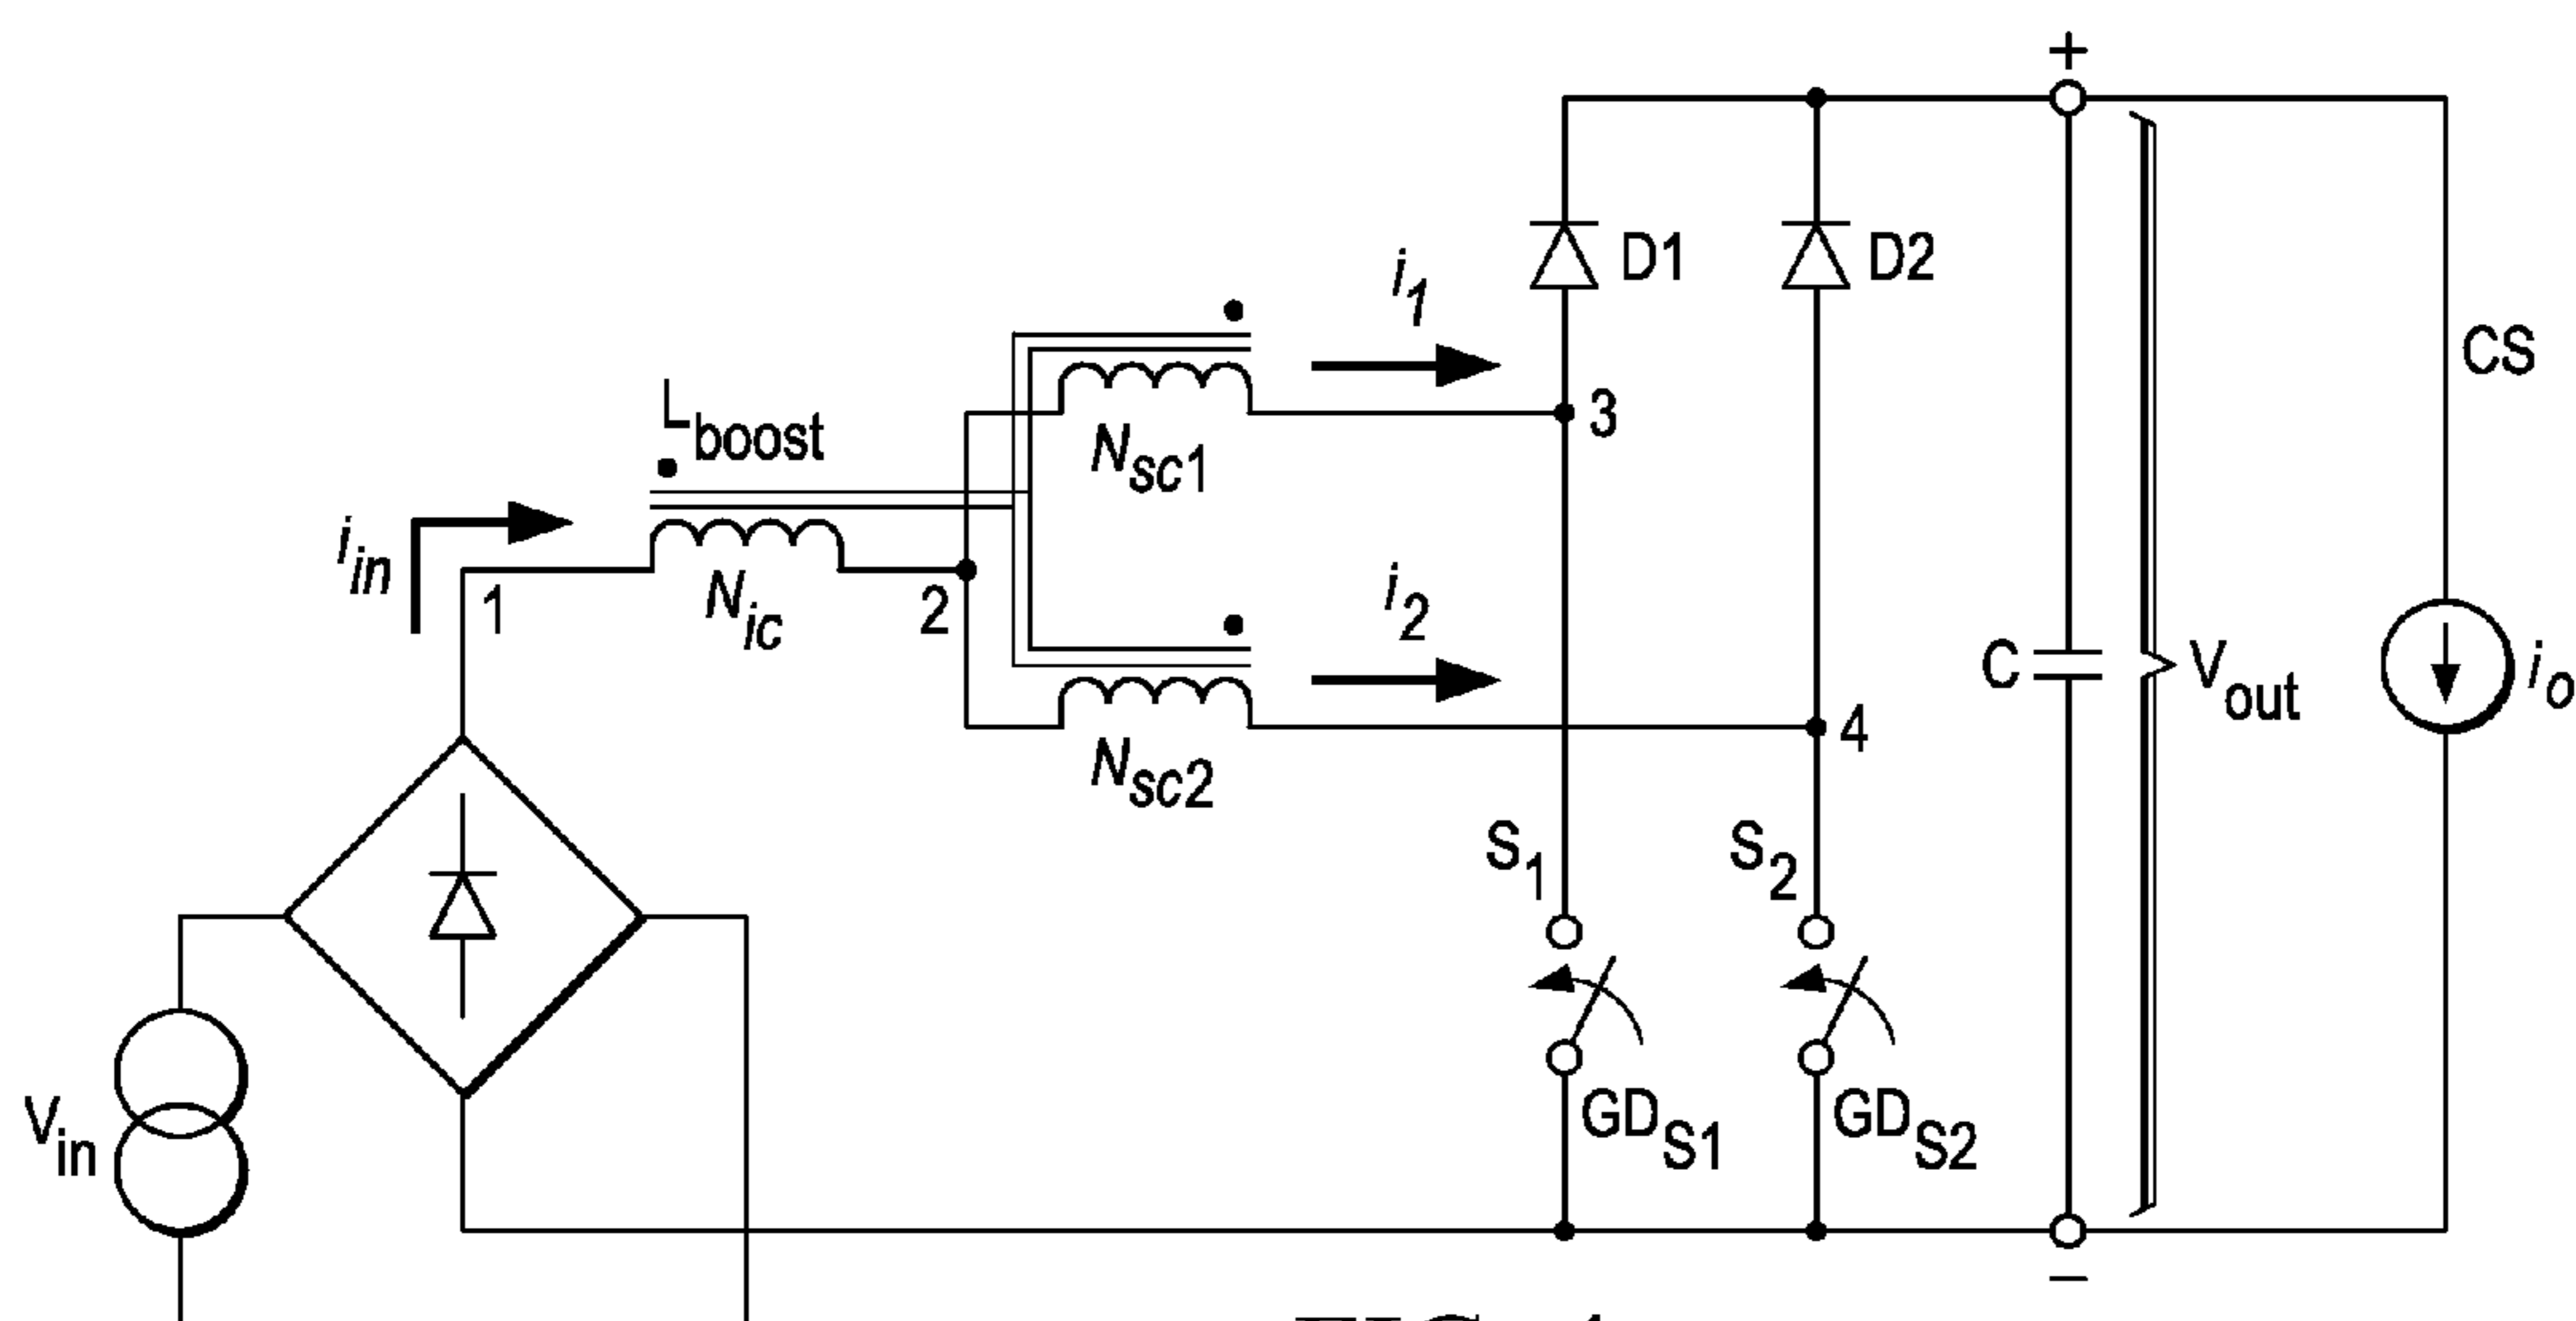 +
D1
D2
i1
CS
Lboost
3
Nsc1
iin
1
Nic
2
i2
C
Vout
io
4
Nsc2
S1
S2
Vin
GDS1
GDS2
−